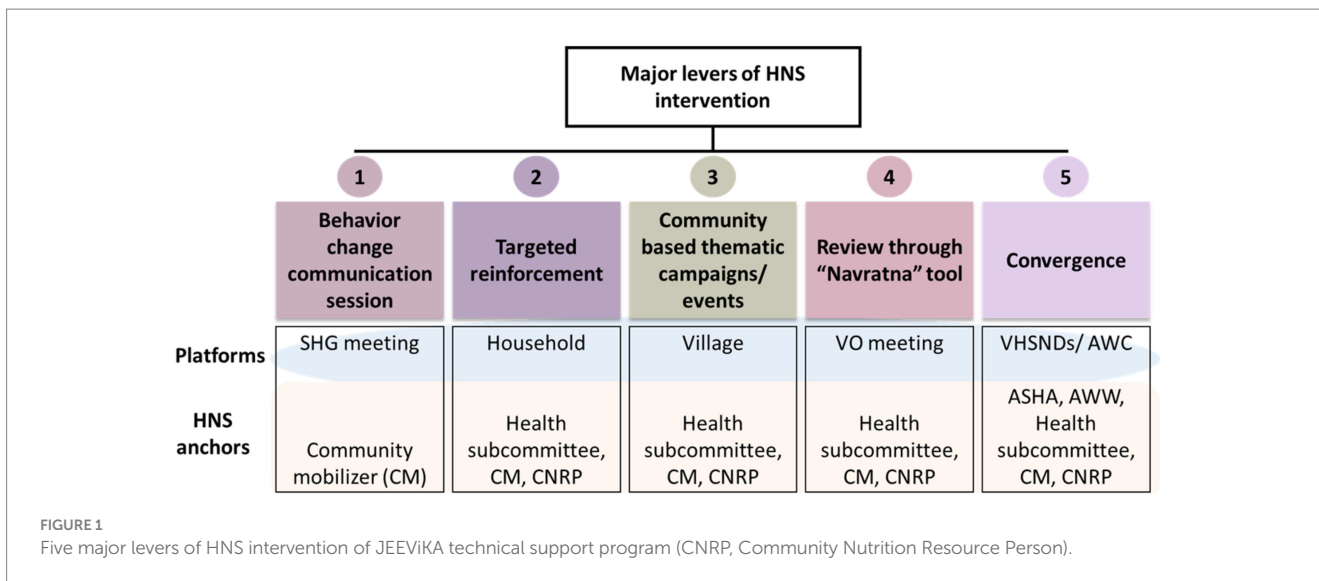 Major levers of HNS
intervention
1
2
3
4
5
Behavior
change
communication
session
Targeted
reinforcement
Community
based thematic
campaigns/
events
Review through
“Navratna” tool
Convergence
Platforms
SHG meeting
Household
Village
VO meeting
VHSNDs/ AWC
HNS
anchors
Community
mobilizer (CM)
Health
subcommittee,
CM, CNRP
Health
subcommittee,
CM, CNRP
Health
subcommittee,
CM, CNRP
ASHA, AWW,
Health
subcommittee,
CM, CNRP
FIGURE 1
Five major levers of HNS intervention of JEEViKA technical support program (CNRP, Community Nutrition Resource Person).